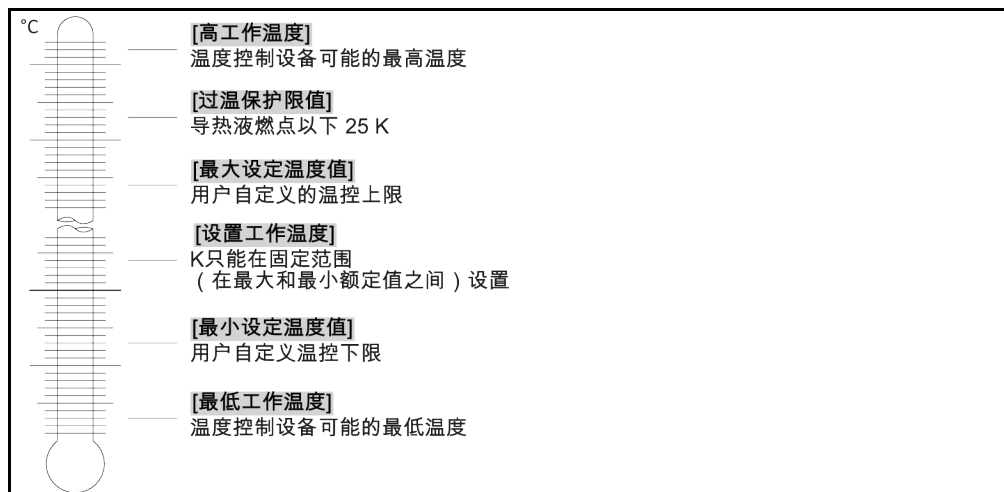 °C
[高工作温度]
温度控制设备可能的最高温度
[过温保护限值]
导热液燃点以下 25 K
[最大设定温度值]
用户自定义的温控上限
[设置工作温度]
K只能在固定范围
（在最大和最小额定值之间）设置
[最小设定温度值]
用户自定义温控下限
[最低工作温度]
温度控制设备可能的最低温度